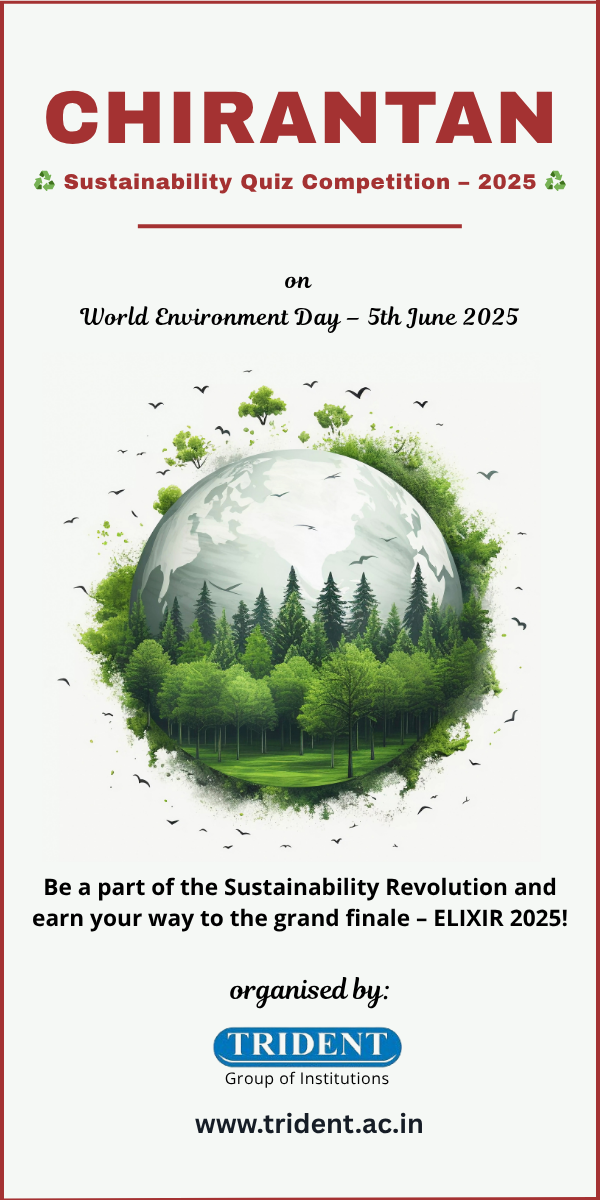 CHIRANTAN
♻️ Sustainability Quiz Competition – 2025 ♻️
on
World Environment Day – 5th June 2025
Be a part of the Sustainability Revolution and
earn your way to the grand finale – ELIXIR 2025!
organised by:
TRIDENT
Group of Institutions
www.trident.ac.in